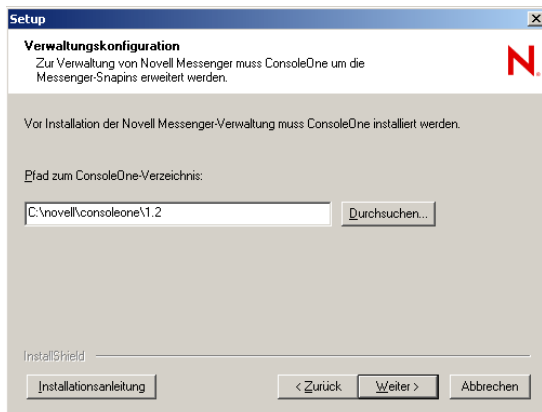 Setup
Verwaltungskonfiguration
Zur Verwaltung von Novell Messenger muss ConsoleOne um die
Messenger-Snapins erweitert werden.
N
Vor Installation der Novell Messenger-Verwaltung muss ConsoleOne installiert werden.
Pfad zum ConsoleOne-Verzeichnis:
C:\novell\consoleone\1.2
Durchsuchen...
InstallShield
Installationsanleitung
< Zurück
Weiter >
Abbrechen